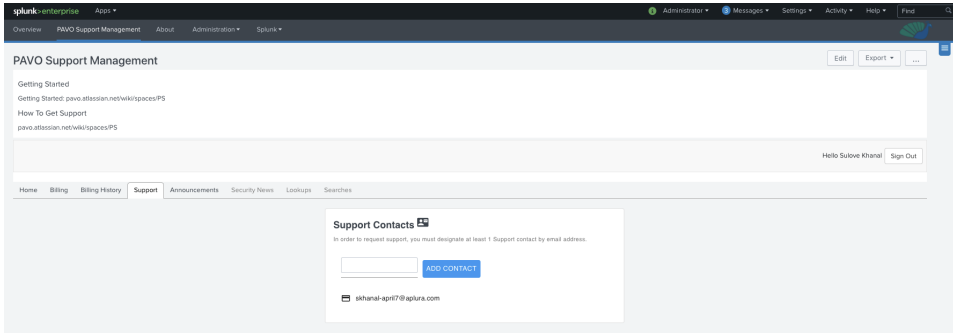 splunk>enterprise Apps ▾ Administrator ▾ 3 Messages ▾ Settings ▾ Activity ▾ Help ▾ Find
Overview PAVO Support Management About Administration ▾ Splunk ▾
PAVO Support Management Edit Export ▾ ...
Getting Started
Getting Started: pavo.atlassian.net/wiki/spaces/PS
How To Get Support
pavo.atlassian.net/wiki/spaces/PS
Hello Sulove Khanal Sign Out
Home Billing Billing History Support Announcements Security News Lookups Searches
Support Contacts
In order to request support, you must designate at least 1 Support contact by email address.
ADD CONTACT
skhanal-april7@aplura.com